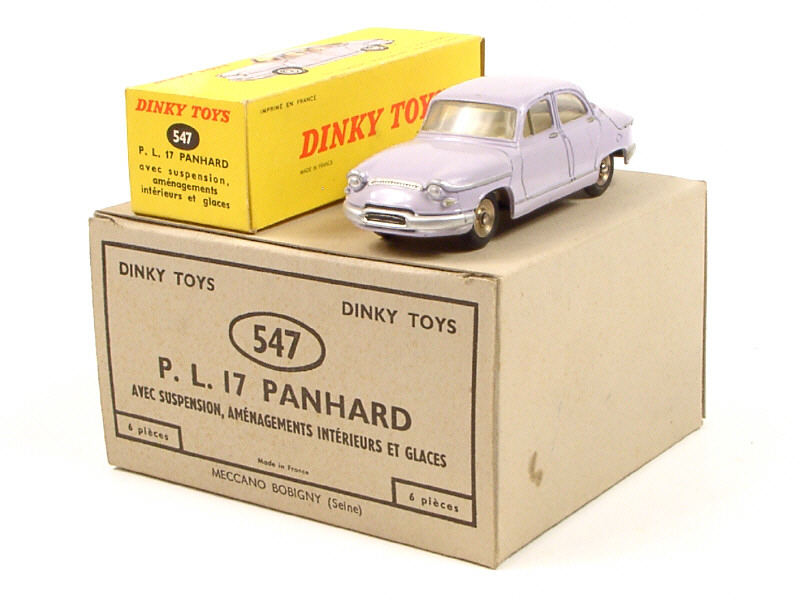 DINKY TOYS
547
P. L. 17 PANHARD
avec suspension,
aménagements
intérieurs et glaces
IMPRIMÉ EN FRANCE
DINKY TOYS
MADE IN FRANCE
DINKY TOYS
DINKY TOYS
547
P. L. 17 PANHARD
AVEC SUSPENSION, AMÉNAGEMENTS INTÉRIEURS ET GLACES
6 pièces
Made in France
6 pièces
MECCANO BOBIGNY (Seine)